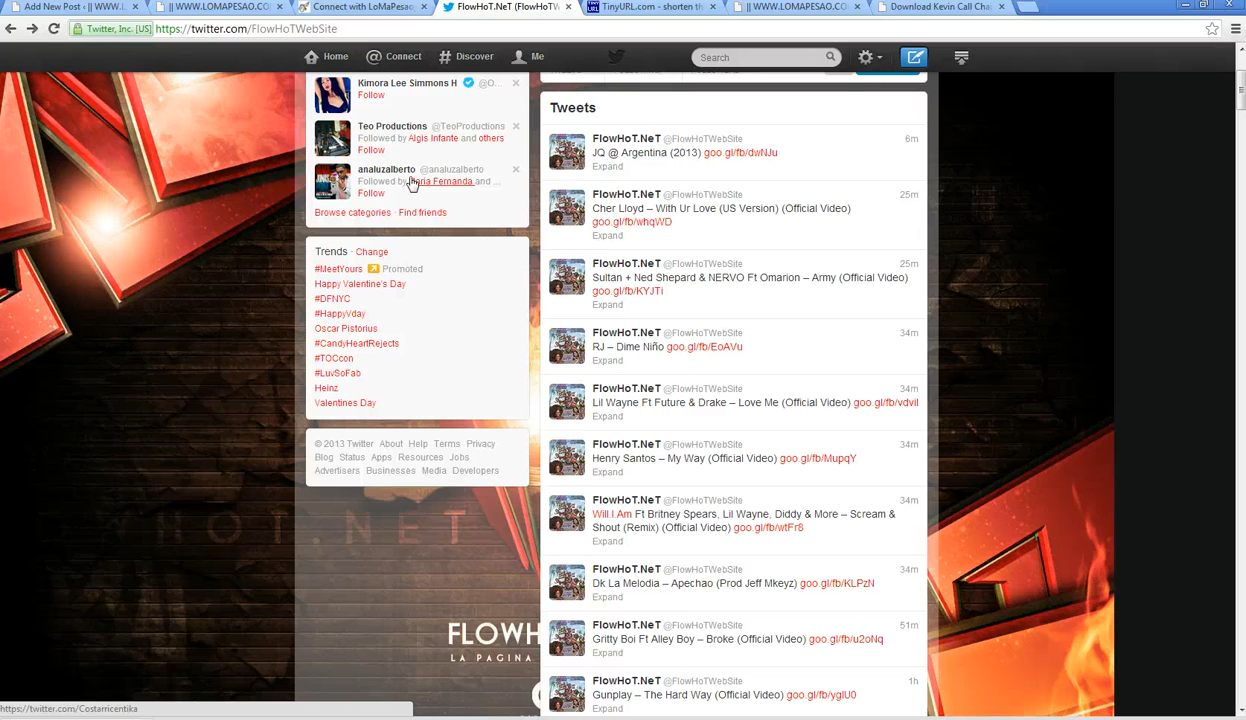 Add New Post ‹ || WWW.L
|| WWW.LOMAPESAO.COM
Connect with LoMaPesao
FlowHoT.NeT (FlowHoTW
TinyURL.com - shorten th
|| WWW.LOMAPESAO.CO
Download Kevin Call Cha
Twitter, Inc. [US] https://twitter.com/FlowHoTWebSite
Home Connect Discover Me Search
Kimora Lee Simmons H @O...
Follow
Teo Productions @TeoProductions
Followed by Algis Infante and others
Follow
analuzalberto @analuzalberto
Followed by Maria Fernanda and ...
Follow
Browse categories · Find friends
Trends · Change
#MeetYours Promoted
Happy Valentine's Day
#DFNYC
#HappyVday
Oscar Pistorius
#CandyHeartRejects
#TOCcon
#LuvSoFab
Heinz
Valentines Day
© 2013 Twitter About Help Terms Privacy
Blog Status Apps Resources Jobs
Advertisers Businesses Media Developers
Tweets
FlowHoT.NeT @FlowHoTWebSite 6m
JQ @ Argentina (2013) goo.gl/fb/dwNJu
Expand
FlowHoT.NeT @FlowHoTWebSite 25m
Cher Lloyd – With Ur Love (US Version) (Official Video)
goo.gl/fb/whqWD
Expand
FlowHoT.NeT @FlowHoTWebSite 25m
Sultan + Ned Shepard & NERVO Ft Omarion – Army (Official Video)
goo.gl/fb/KYJTi
Expand
FlowHoT.NeT @FlowHoTWebSite 34m
RJ – Dime Niño goo.gl/fb/EoAVu
Expand
FlowHoT.NeT @FlowHoTWebSite 34m
Lil Wayne Ft Future & Drake – Love Me (Official Video) goo.gl/fb/vdviI
Expand
FlowHoT.NeT @FlowHoTWebSite 34m
Henry Santos – My Way (Official Video) goo.gl/fb/MupqY
Expand
FlowHoT.NeT @FlowHoTWebSite 34m
Will.I.Am Ft Britney Spears, Lil Wayne, Diddy & More – Scream &
Shout (Remix) (Official Video) goo.gl/fb/wtFr8
Expand
FlowHoT.NeT @FlowHoTWebSite 34m
Dk La Melodia – Apechao (Prod Jeff Mkeyz) goo.gl/fb/KLPzN
Expand
FlowHoT.NeT @FlowHoTWebSite 51m
Gritty Boi Ft Alley Boy – Broke (Official Video) goo.gl/fb/u2oNq
Expand
FlowHoT.NeT @FlowHoTWebSite 1h
Gunplay – The Hard Way (Official Video) goo.gl/fb/yglU0
Expand
HOT.NET
FLOWH
LA PAGINA
https://twitter.com/Costarricentika